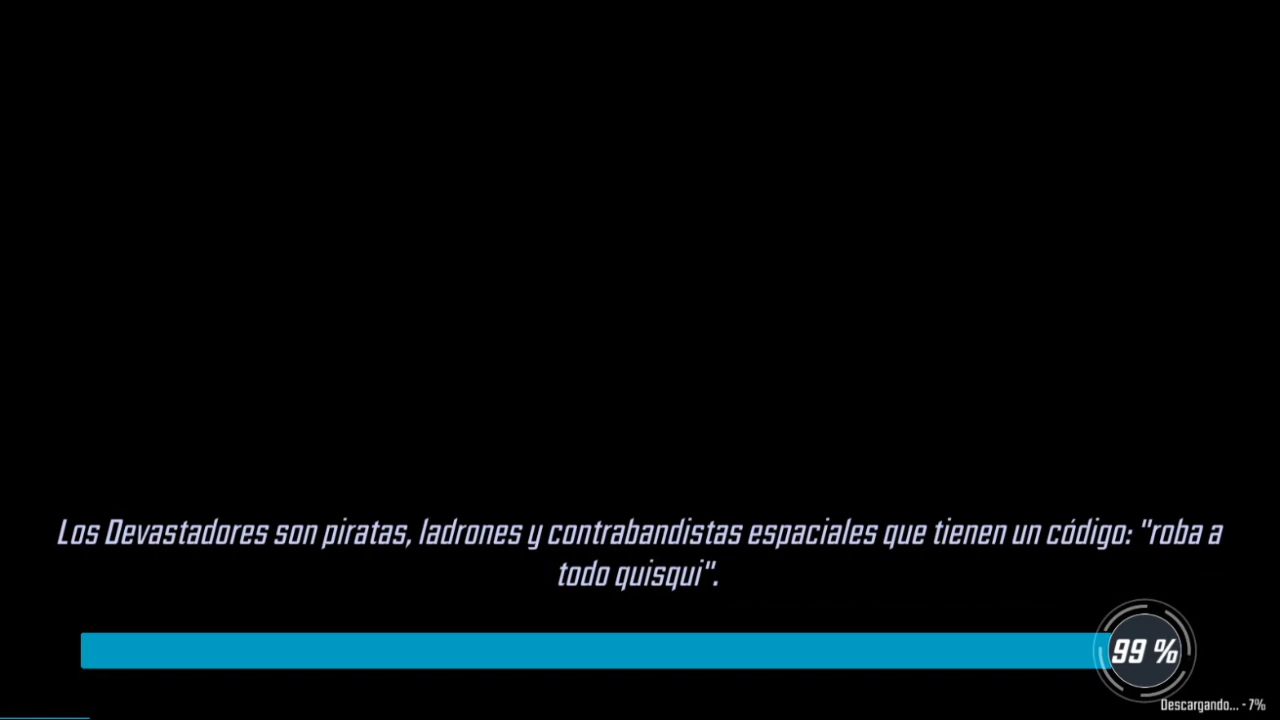 Los Devastadores son piratas, ladrones y contrabandistas espaciales que tienen un código: "roba a
todo quisqui".
99 %
Descargando... - 7%